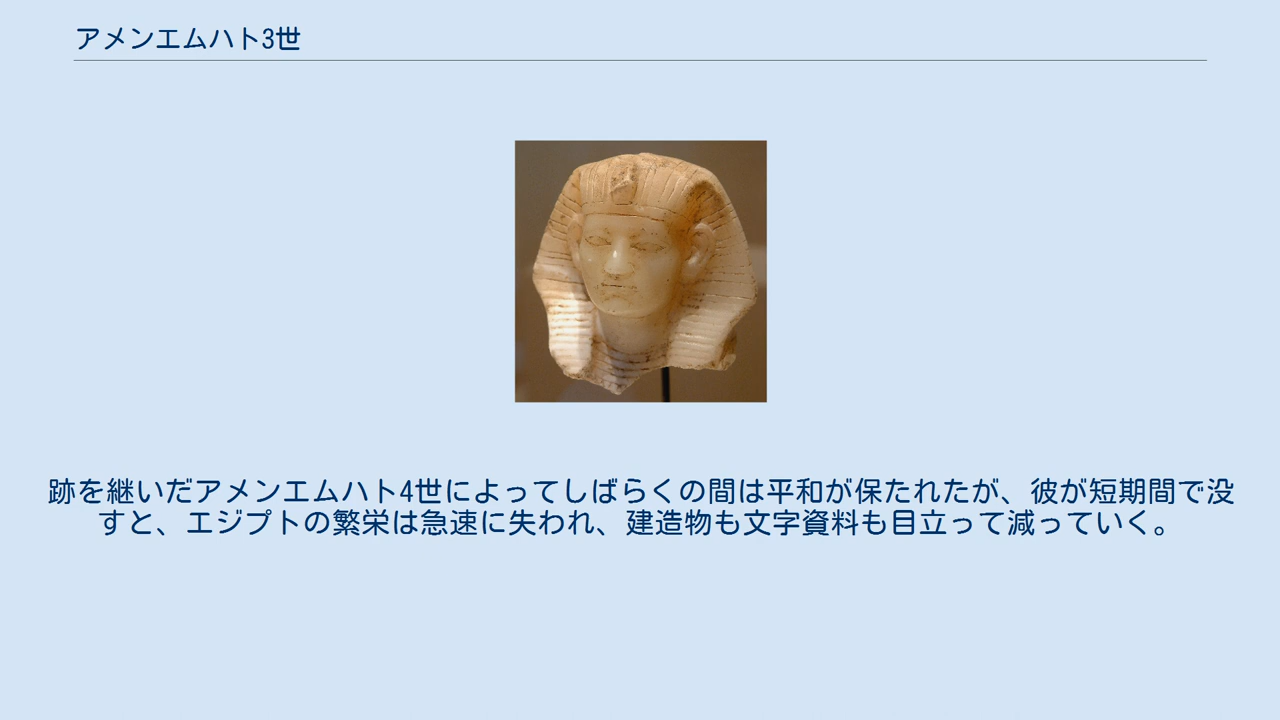 アメンエムハト3世
跡を継いだアメンエムハト4世によってしばらくの間は平和が保たれたが、彼が短期間で没
すと、エジプトの繁栄は急速に失われ、建造物も文字資料も目立って減っていく。